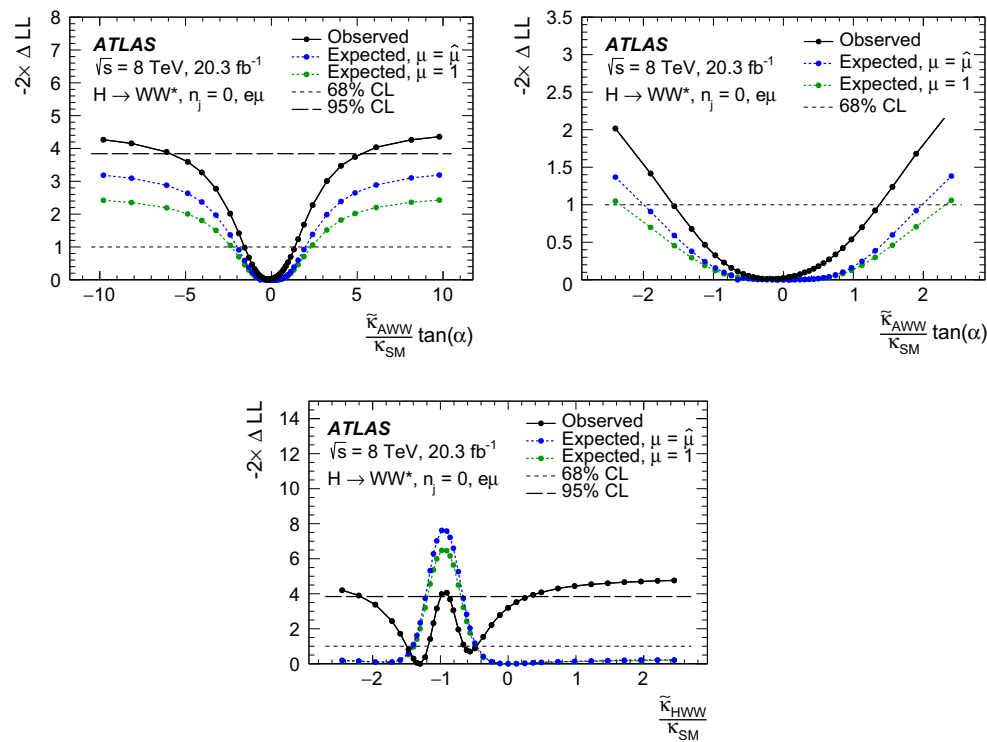 -2× Δ LL
8
7
6
5
4
3
2
1
0
ATLAS
√s = 8 TeV, 20.3 fb⁻¹
H → WW*, nⱼ = 0, eμ
Observed
Expected, μ = μ̂
Expected, μ = 1
68% CL
95% CL
−10 −5 0 5 10
κ̃_AWW
κ_SM tan(α)
-2× Δ LL
3.5
3
2.5
2
1.5
1
0.5
0
ATLAS
√s = 8 TeV, 20.3 fb⁻¹
H → WW*, nⱼ = 0, eμ
Observed
Expected, μ = μ̂
Expected, μ = 1
68% CL
−2 −1 0 1 2
κ̃_AWW
κ_SM tan(α)
-2× Δ LL
14
12
10
8
6
4
2
0
ATLAS
√s = 8 TeV, 20.3 fb⁻¹
H → WW*, nⱼ = 0, eμ
Observed
Expected, μ = μ̂
Expected, μ = 1
68% CL
95% CL
−2 −1 0 1 2
κ̃_HWW
κ_SM